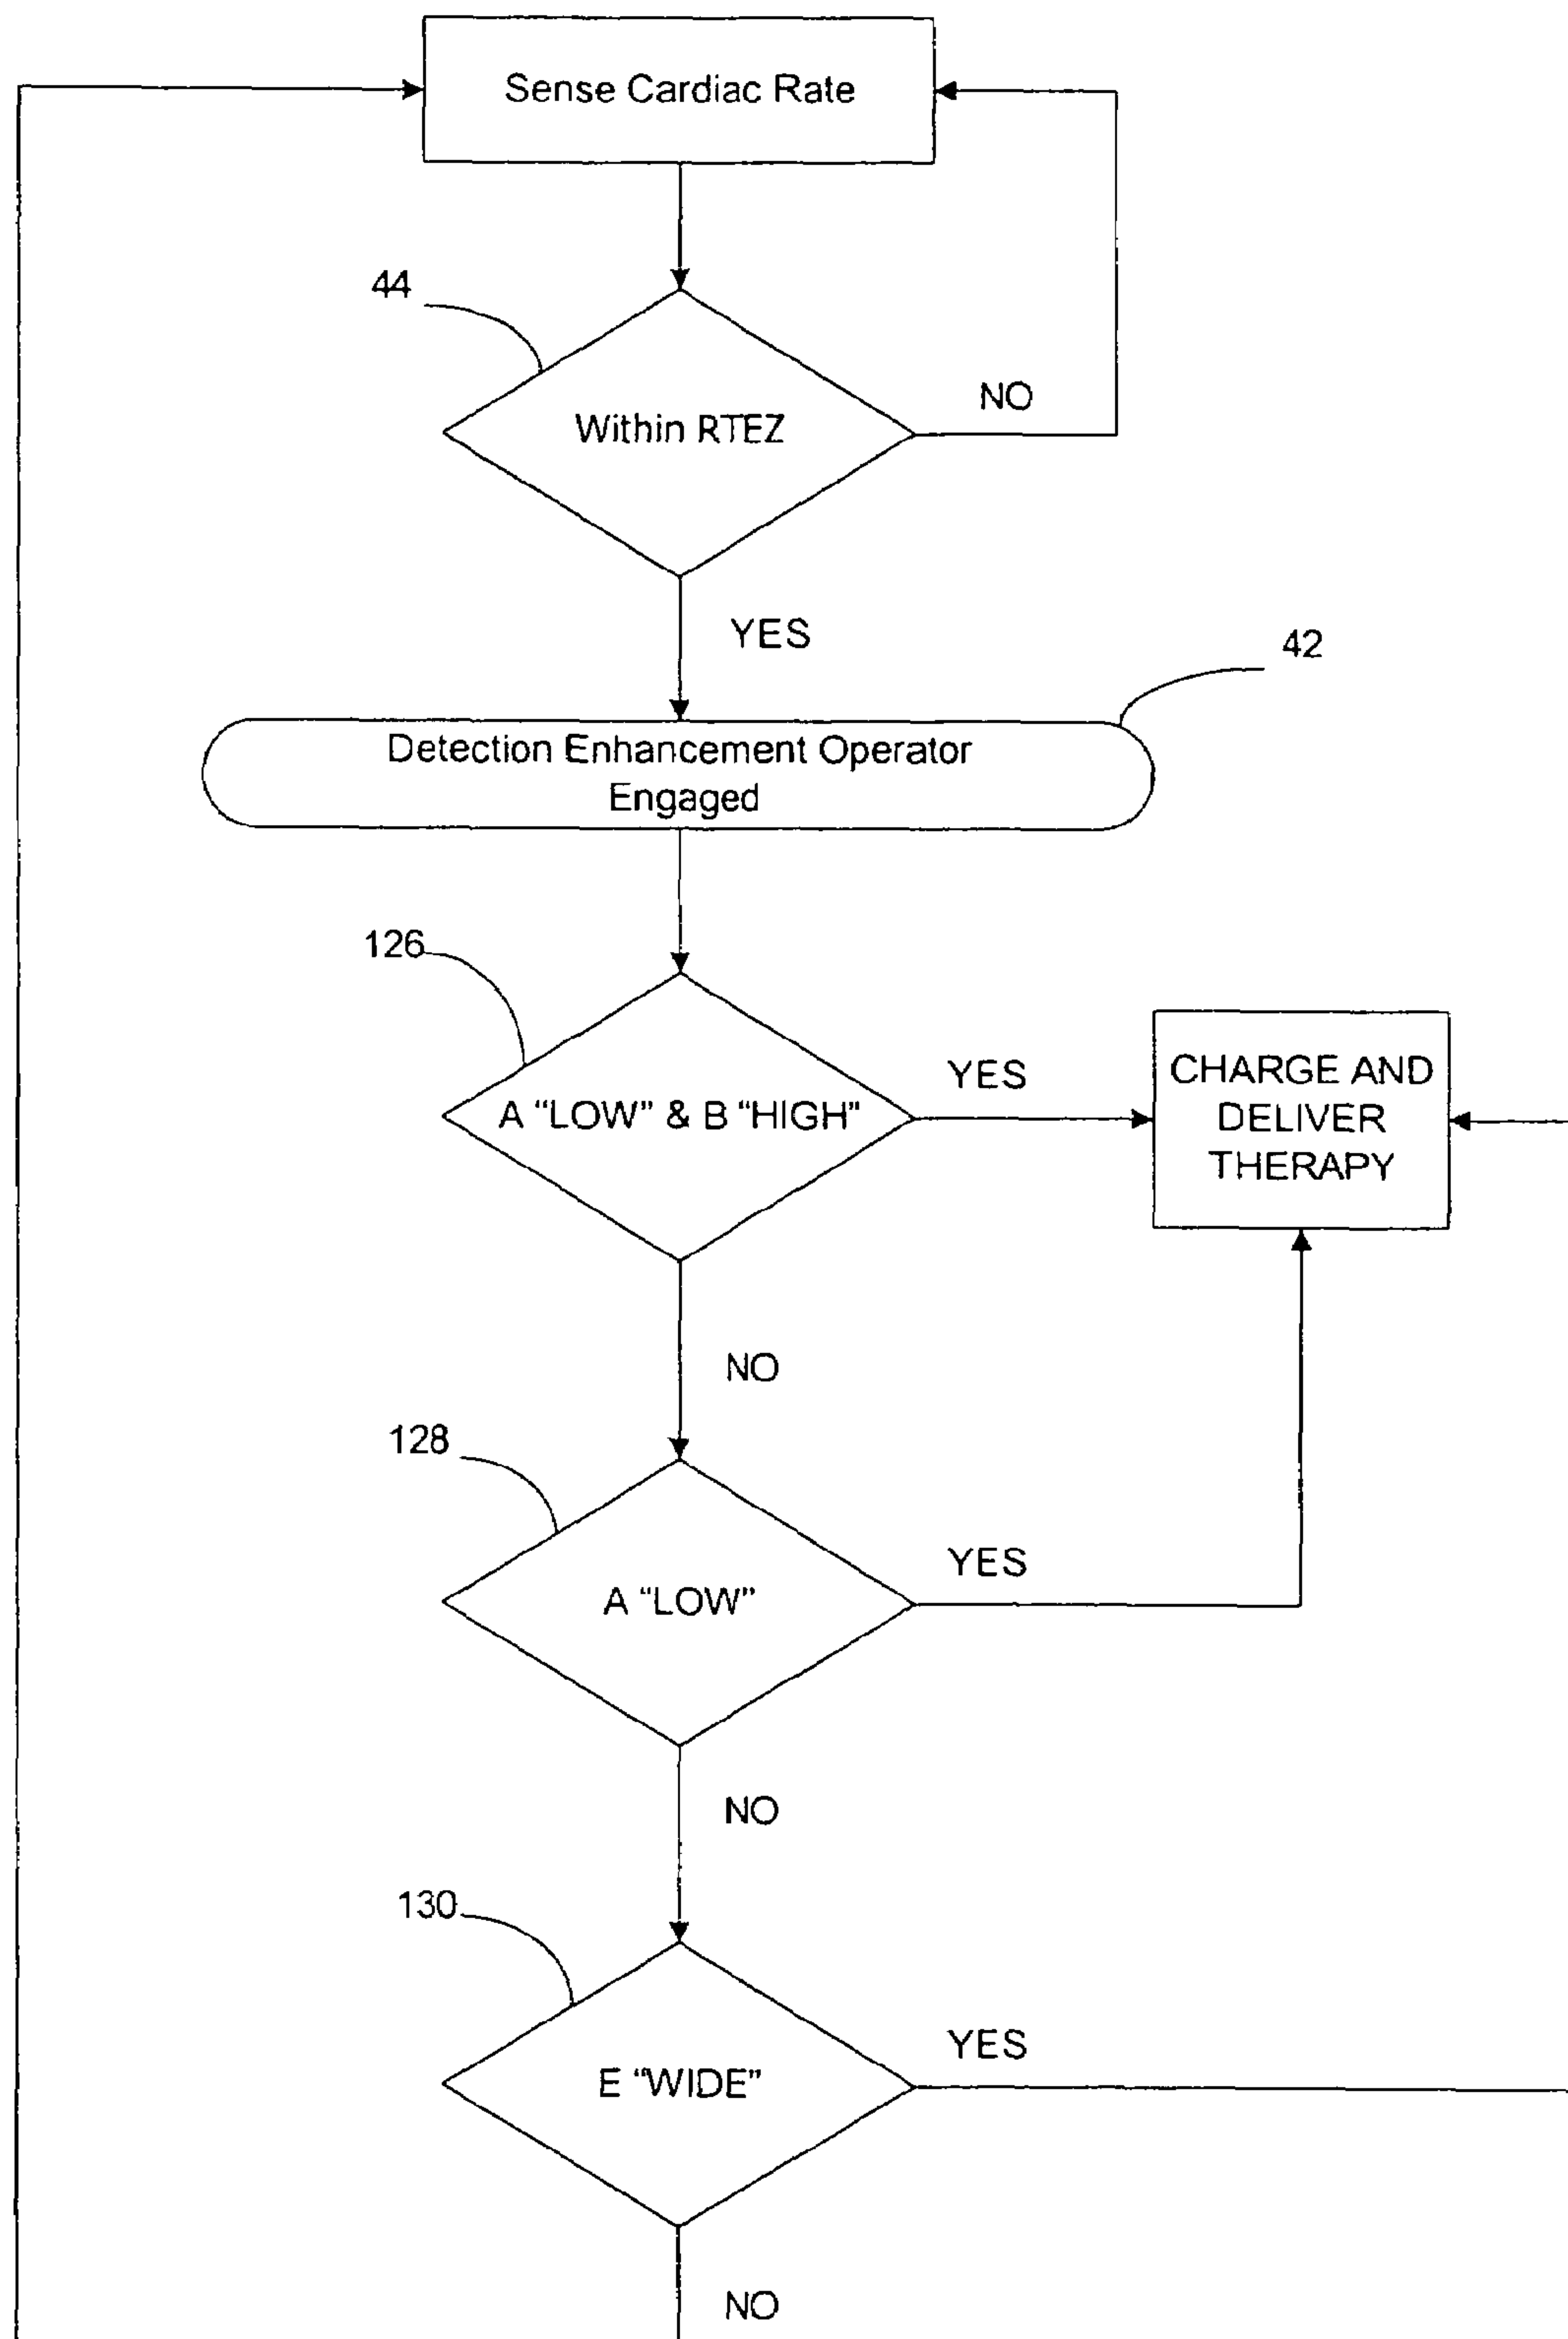 Sense Cardiac Rate
44
Within RTEZ
NO
YES
42
Detection Enhancement Operator
Engaged
126
A “LOW” & B “HIGH”
YES
CHARGE AND
DELIVER
THERAPY
NO
128
A “LOW”
YES
NO
130
E “WIDE”
YES
NO